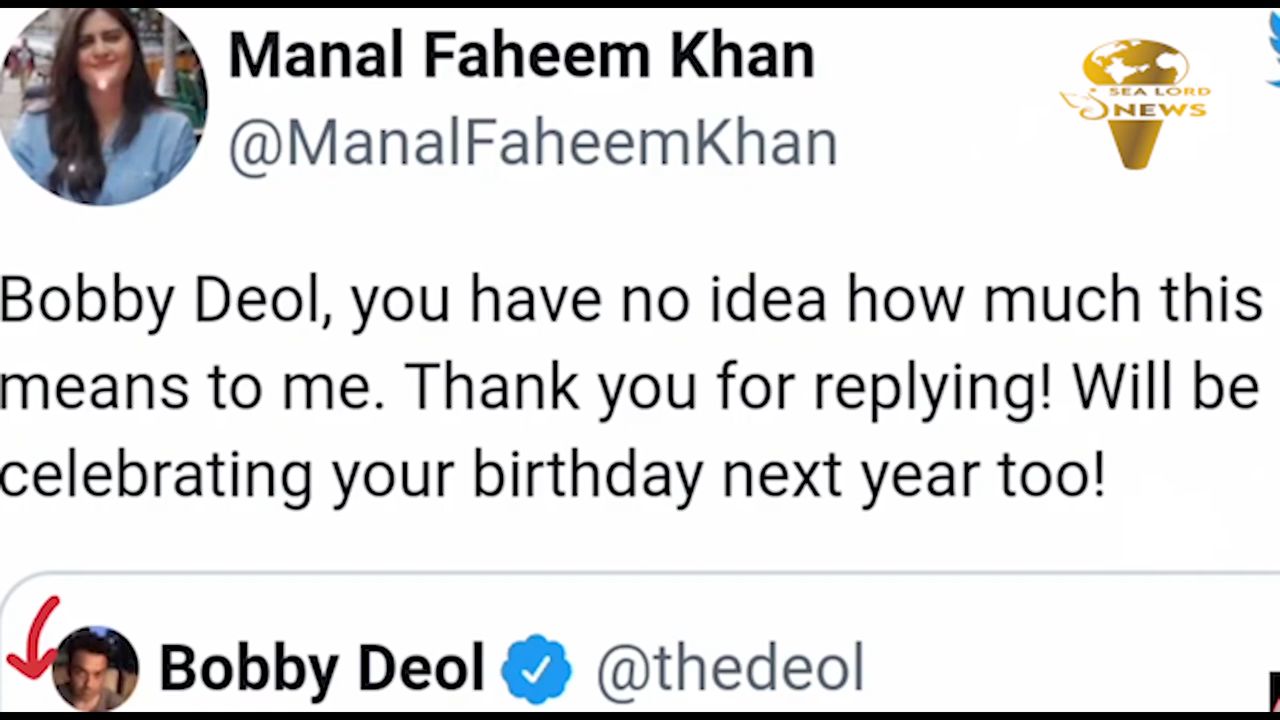 Manal Faheem Khan
@ManalFaheemKhan
SEA LORD
NEWS
Bobby Deol, you have no idea how much this
means to me. Thank you for replying! Will be
celebrating your birthday next year too!
Bobby Deol @thedeol